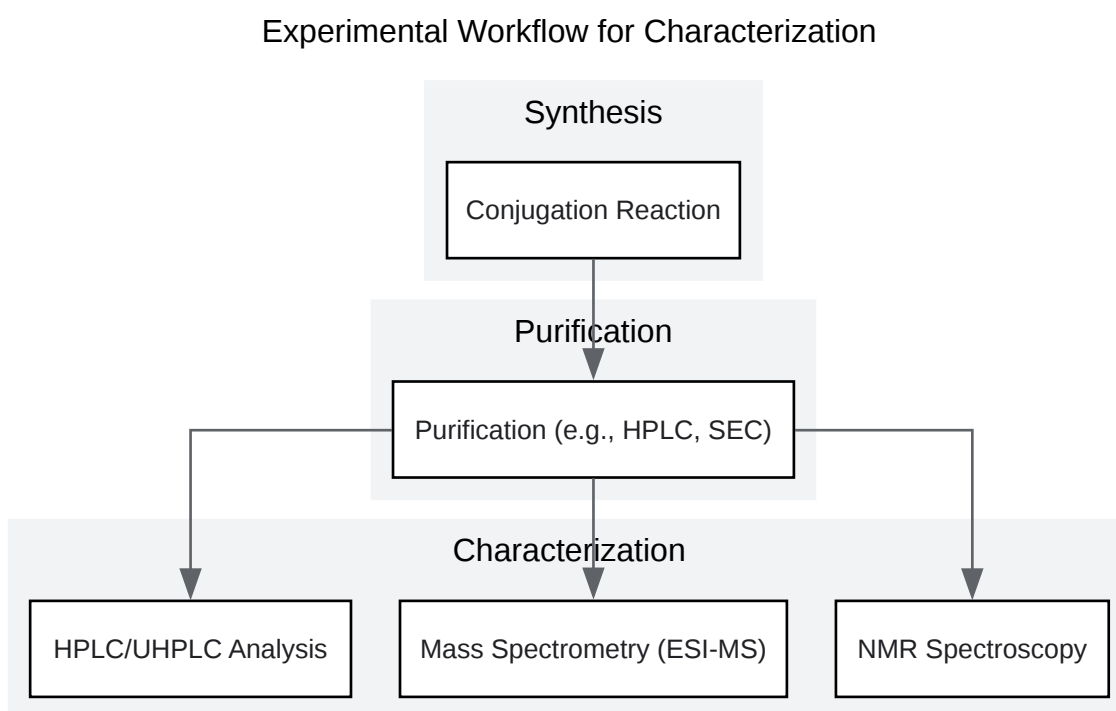 Experimental Workflow for Characterization
Synthesis
Conjugation Reaction
Purification
Purification (e.g., HPLC, SEC)
Characterization
HPLC/UHPLC Analysis
Mass Spectrometry (ESI-MS)
NMR Spectroscopy